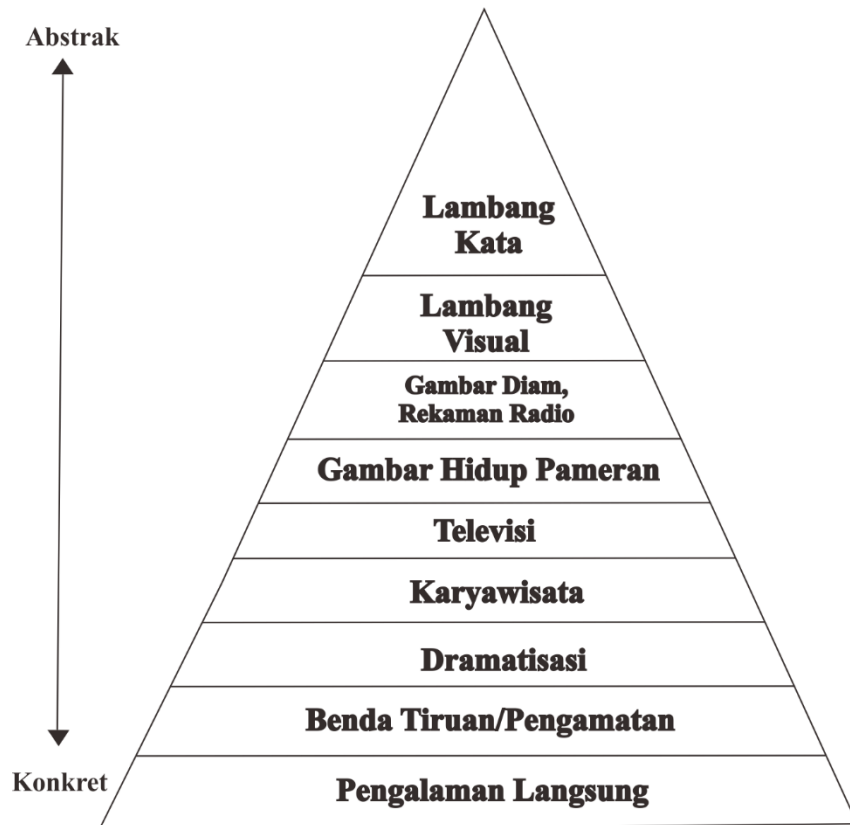 Abstrak
Lambang
Kata
Lambang
Visual
Gambar Diam,
Rekaman Radio
Gambar Hidup Pameran
Televisi
Karyawisata
Dramatisasi
Benda Tiruan/Pengamatan
Konkret
Pengalaman Langsung